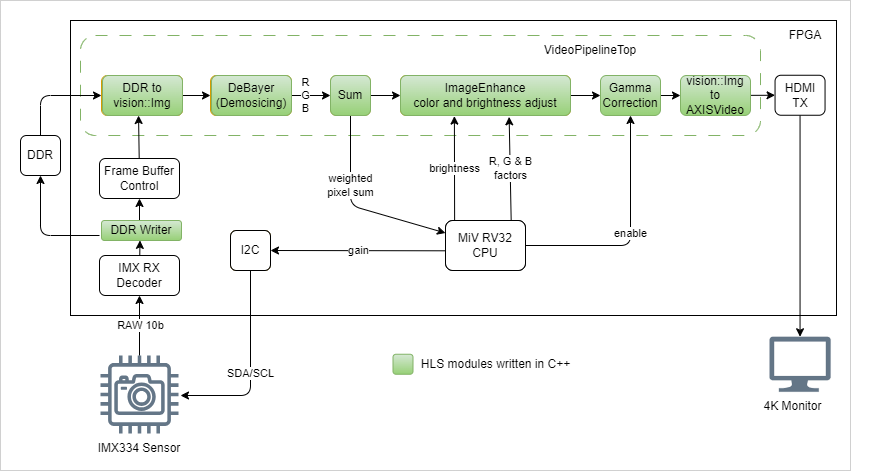 FPGA
VideoPipelineTop
DDR to
vision::Img
DeBayer
(Demosicing)
R
G
B
Sum
ImageEnhance
color and brightness adjust
Gamma
Correction
vision::Img
to
AXISVideo
HDMI
TX
DDR
Frame Buffer
Control
weighted
pixel sum
brightness
R, G & B
factors
DDR Writer
I2C
gain
MiV RV32
CPU
enable
IMX RX
Decoder
RAW 10b
SDA/SCL
HLS modules written in C++
4K Monitor
IMX334 Sensor